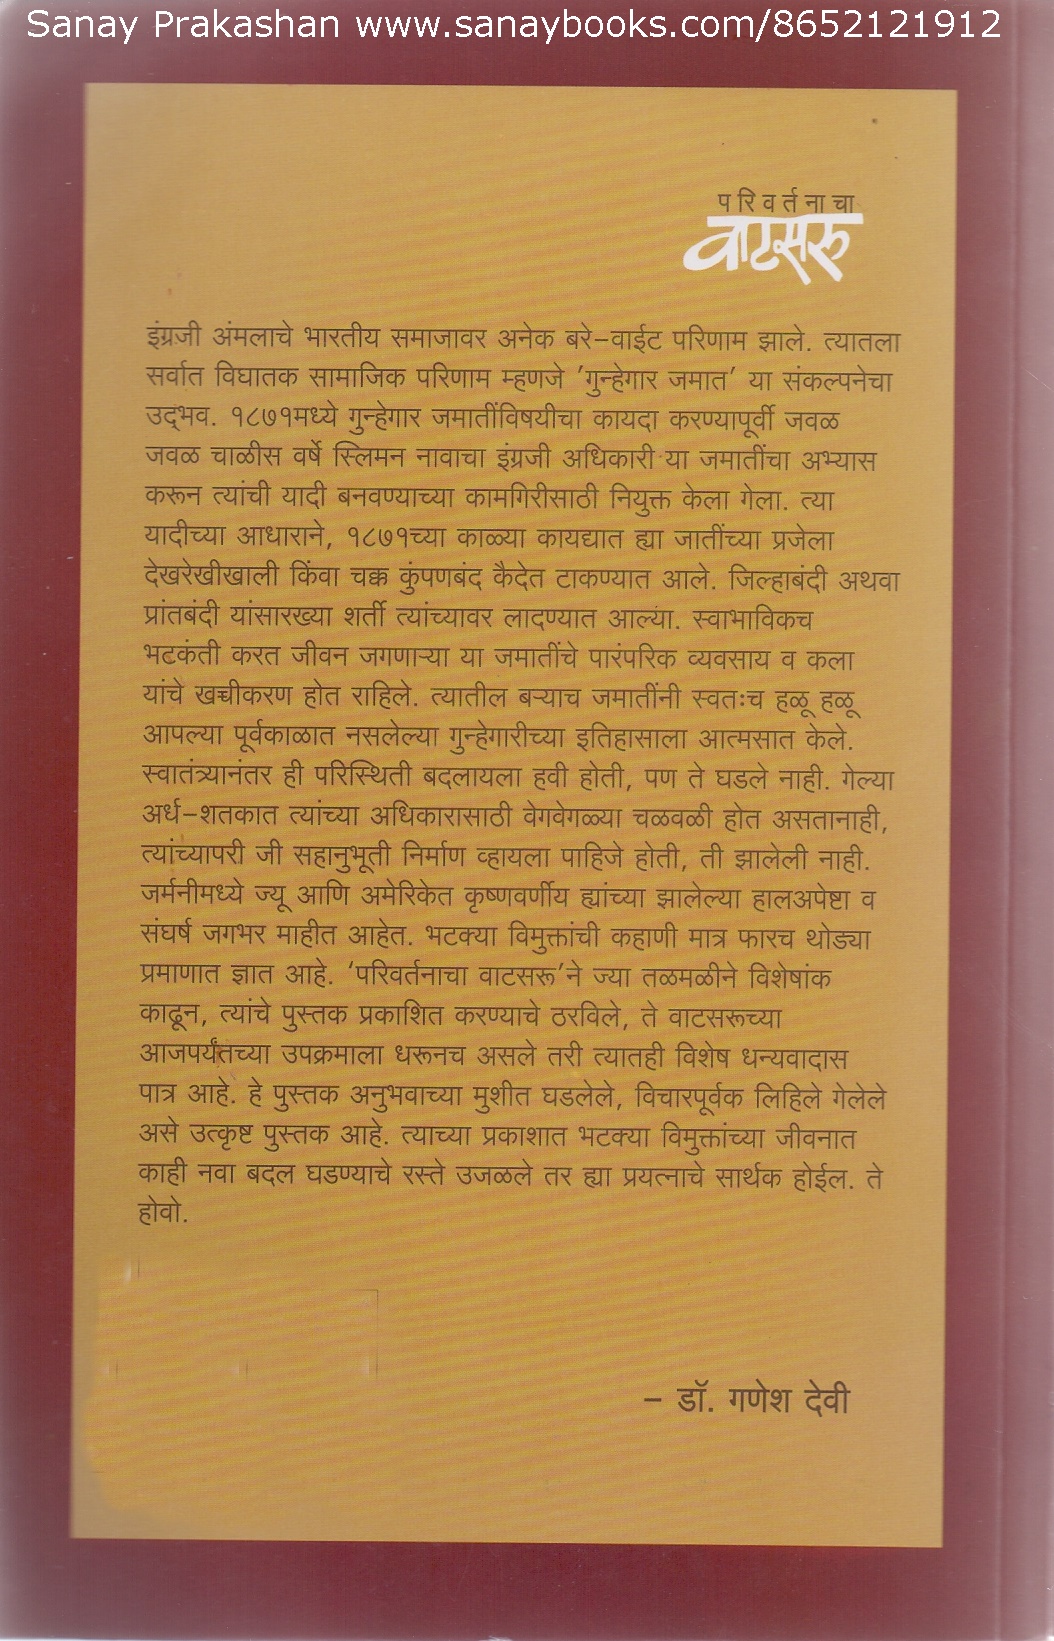 Sanay Prakashan www.sanaybooks.com/8652121912
परिवर्तनाचा
वाटसरू
इंग्रजी अंमलाचे भारतीय समाजावर अनेक बरे-वाईट परिणाम झाले. त्यातला
सर्वात विघातक सामाजिक परिणाम म्हणजे 'गुन्हेगार जमात' या संकल्पनेचा
उद्‌भव. १८७१मध्ये गुन्हेगार जमातींविषयीचा कायदा करण्यापूर्वी जवळ
जवळ चाळीस वर्षे स्लिमन नावाचा इंग्रजी अधिकारी या जमातींचा अभ्यास
करून त्यांची यादी बनवण्याच्या कामगिरीसाठी नियुक्त केला गेला. त्या
यादीच्या आधाराने, १८७१च्या काळ्या कायद्यात ह्या जातींच्या प्रजेला
देखरेखीखाली किंवा चक्क कुंपणबंद कैदेत टाकण्यात आले. जिल्हाबंदी अथवा
प्रांतबंदी यांसारख्या शर्ती त्यांच्यावर लादण्यात आल्या. स्वाभाविकच
भटकंती करत जीवन जगणाऱ्या या जमातींचे पारंपरिक व्यवसाय व कला
यांचे खच्चीकरण होत राहिले. त्यातील बऱ्याच जमातींनी स्वतःच हळू हळू
आपल्या पूर्वकाळात नसलेल्या गुन्हेगारीच्या इतिहासाला आत्मसात केले.
स्वातंत्र्यानंतर ही परिस्थिती बदलायला हवी होती, पण ते घडले नाही. गेल्या
अर्ध-शतकात त्यांच्या अधिकारासाठी वेगवेगळ्या चळवळी होत असतानाही,
त्यांच्यापरी जी सहानुभूती निर्माण व्हायला पाहिजे होती, ती झालेली नाही.
जर्मनीमध्ये ज्यू आणि अमेरिकेत कृष्णवर्णीय ह्यांच्या झालेल्या हालअपेष्टा व
संघर्ष जगभर माहीत आहेत. भटक्या विमुक्तांची कहाणी मात्र फारच थोड्या
प्रमाणात ज्ञात आहे. 'परिवर्तनाचा वाटसरू'ने ज्या तळमळीने विशेषांक
काढून, त्यांचे पुस्तक प्रकाशित करण्याचे ठरविले, ते वाटसरूच्या
आजपर्यंतच्या उपक्रमाला धरूनच असले तरी त्यातही विशेष धन्यवादास
पात्र आहे. हे पुस्तक अनुभवाच्या मुशीत घडलेले, विचारपूर्वक लिहिले गेलेले
असे उत्कृष्ट पुस्तक आहे. त्याच्या प्रकाशात भटक्या विमुक्तांच्या जीवनात
काही नवा बदल घडण्याचे रस्ते उजळले तर ह्या प्रयत्नाचे सार्थक होईल. ते
होवो.
- डॉ. गणेश देवी